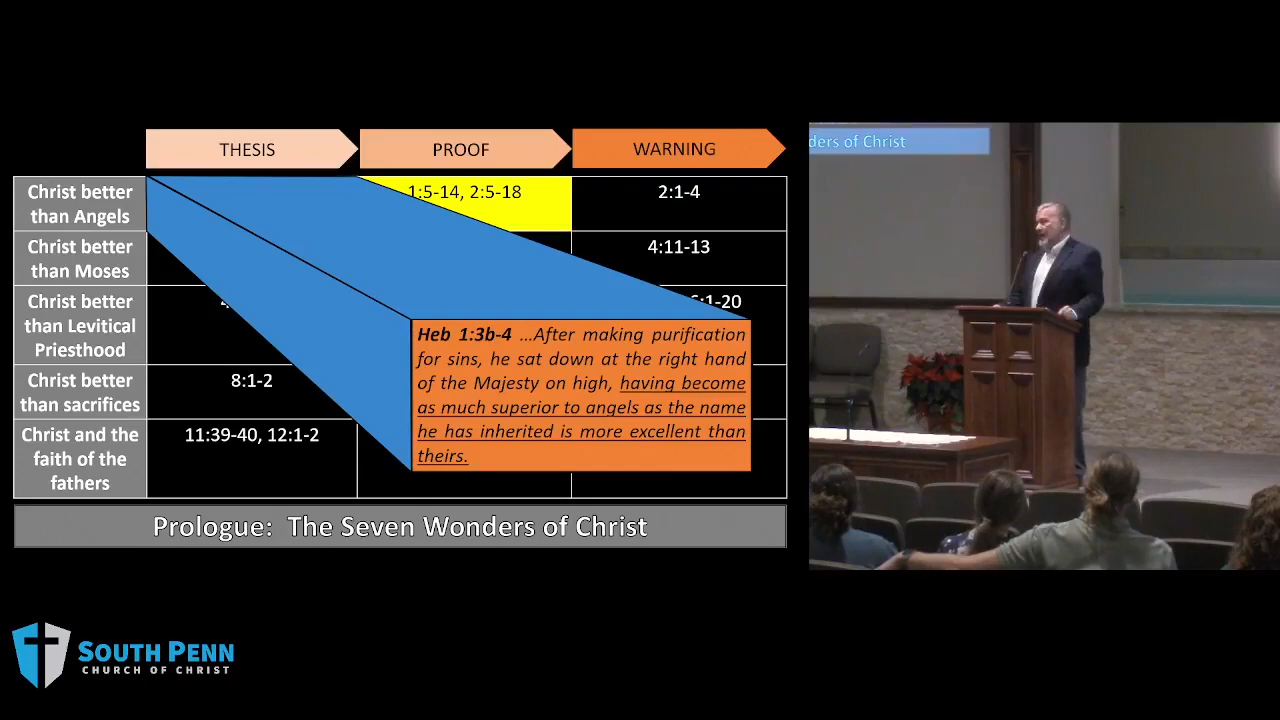 THESIS
PROOF
WARNING
Christ better
than Angels
1:5-14, 2:5-18
2:1-4
Christ better
than Moses
4:11-13
Christ better
than Levitical
Priesthood
1-20
Christ better
than sacrifices
8:1-2
Christ and the
faith of the
fathers
11:39-40, 12:1-2
Heb 1:3b-4 …After making purification
for sins, he sat down at the right hand
of the Majesty on high, having become
as much superior to angels as the name
he has inherited is more excellent than
theirs.
Prologue: The Seven Wonders of Christ
ders of Christ
SOUTH PENN
CHURCH OF CHRIST